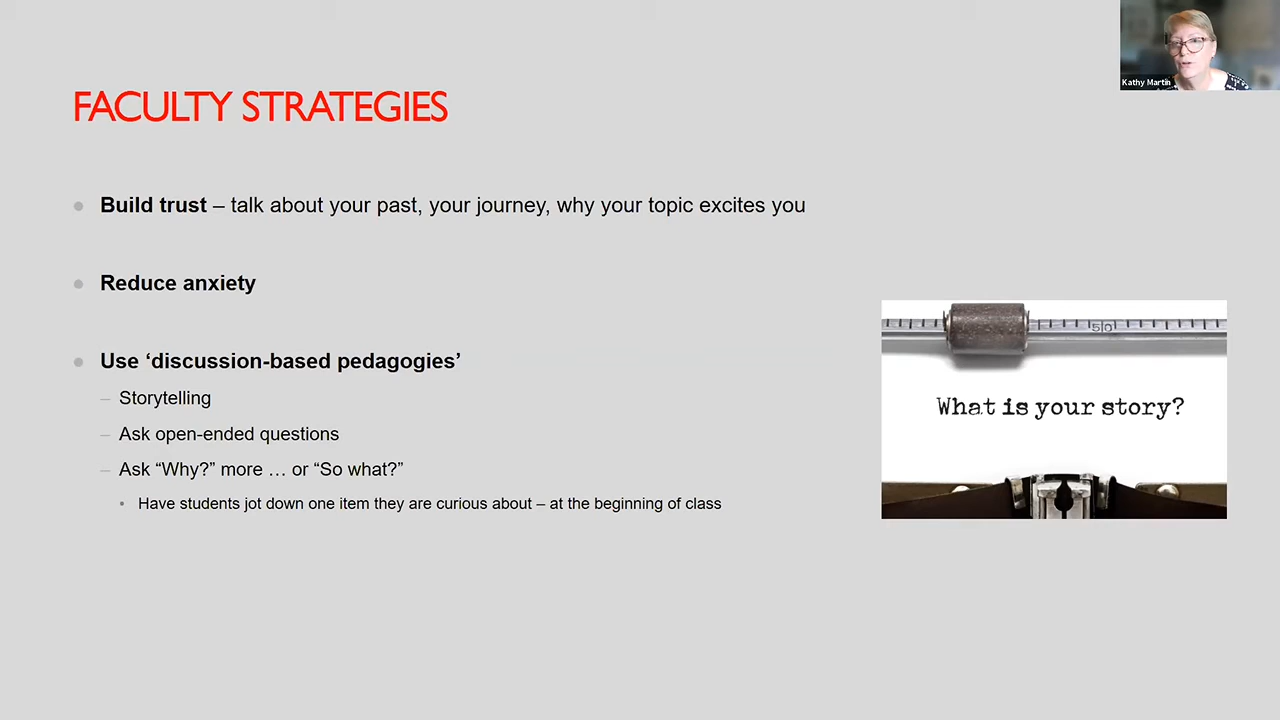 Kathy Martin
FACULTY STRATEGIES
Build trust – talk about your past, your journey, why your topic excites you
Reduce anxiety
Use ‘discussion-based pedagogies’
Storytelling
Ask open-ended questions
Ask “Why?” more … or “So what?”
Have students jot down one item they are curious about – at the beginning of class
50
What is your story?